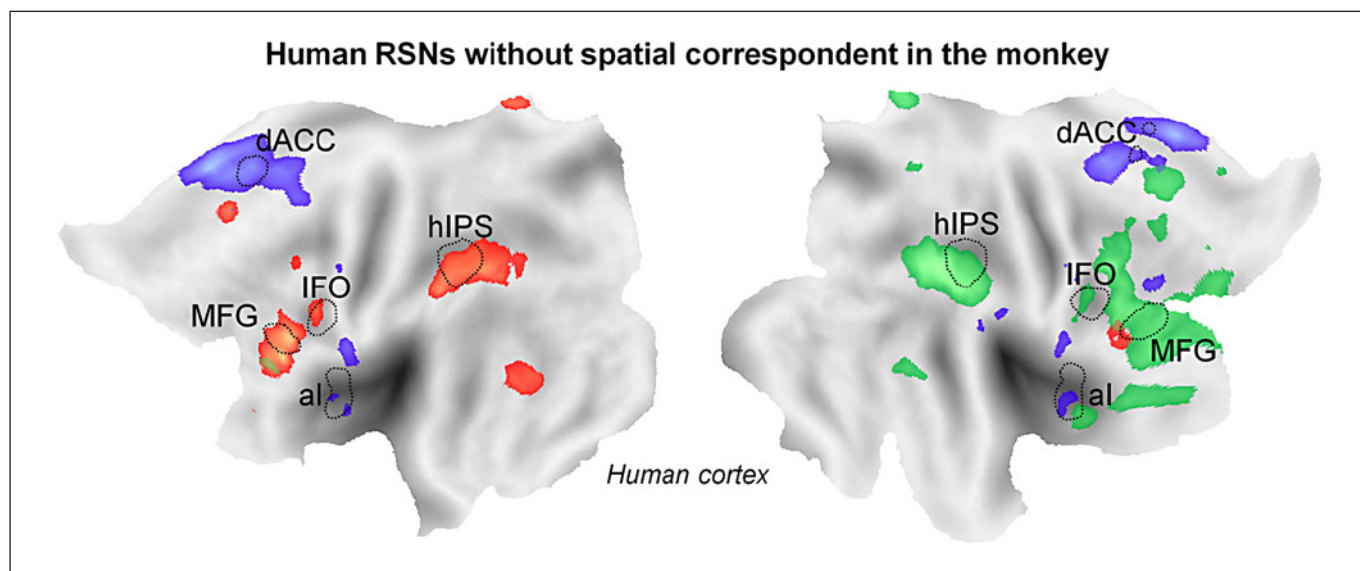 Human RSNs without spatial correspondent in the monkey
dACC
hIPS
IFO
MFG
aI
dACC
hIPS
IFO
MFG
aI
Human cortex